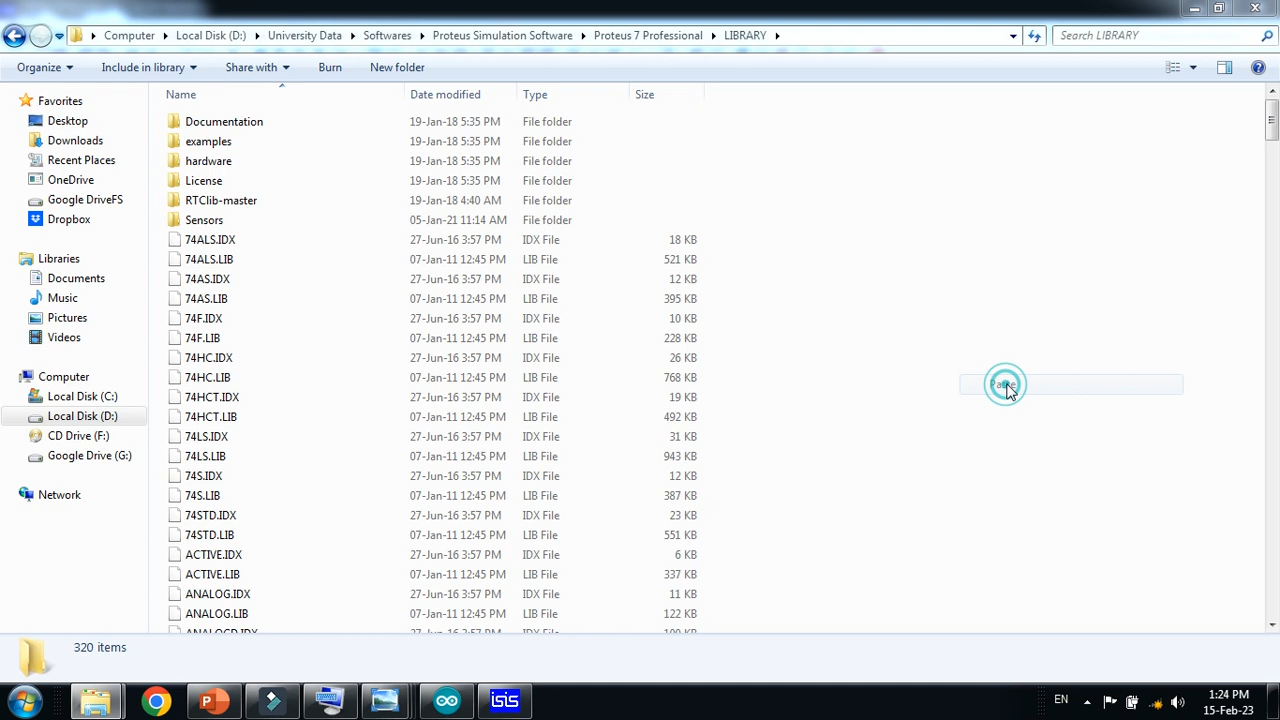 Computer Local Disk (D:) University Data Softwares Proteus Simulation Software Proteus 7 Professional LIBRARY Search LIBRARY
Organize Include in library Share with Burn New folder
Favorites
Desktop
Downloads
Recent Places
OneDrive
Google DriveFS
Dropbox
Libraries
Documents
Music
Pictures
Videos
Computer
Local Disk (C:)
Local Disk (D:)
CD Drive (F:)
Google Drive (G:)
Network
Name Date modified Type Size
Documentation 19-Jan-18 5:35 PM File folder
examples 19-Jan-18 5:35 PM File folder
hardware 19-Jan-18 5:35 PM File folder
License 19-Jan-18 5:35 PM File folder
RTClib-master 19-Jan-18 4:40 AM File folder
Sensors 05-Jan-21 11:14 AM File folder
74ALS.IDX 27-Jun-16 3:57 PM IDX File 18 KB
74ALS.LIB 07-Jan-11 12:45 PM LIB File 521 KB
74AS.IDX 27-Jun-16 3:57 PM IDX File 12 KB
74AS.LIB 07-Jan-11 12:45 PM LIB File 395 KB
74F.IDX 27-Jun-16 3:57 PM IDX File 10 KB
74F.LIB 07-Jan-11 12:45 PM LIB File 228 KB
74HC.IDX 27-Jun-16 3:57 PM IDX File 26 KB
74HC.LIB 07-Jan-11 12:45 PM LIB File 768 KB
74HCT.IDX 27-Jun-16 3:57 PM IDX File 19 KB
74HCT.LIB 07-Jan-11 12:45 PM LIB File 492 KB
74LS.IDX 27-Jun-16 3:57 PM IDX File 31 KB
74LS.LIB 07-Jan-11 12:45 PM LIB File 943 KB
74S.IDX 27-Jun-16 3:57 PM IDX File 12 KB
74S.LIB 07-Jan-11 12:45 PM LIB File 387 KB
74STD.IDX 27-Jun-16 3:57 PM IDX File 23 KB
74STD.LIB 07-Jan-11 12:45 PM LIB File 551 KB
ACTIVE.IDX 27-Jun-16 3:57 PM IDX File 6 KB
ACTIVE.LIB 07-Jan-11 12:45 PM LIB File 337 KB
ANALOG.IDX 27-Jun-16 3:57 PM IDX File 11 KB
ANALOG.LIB 07-Jan-11 12:45 PM LIB File 122 KB
320 items
isis
EN
1:24 PM
15-Feb-23